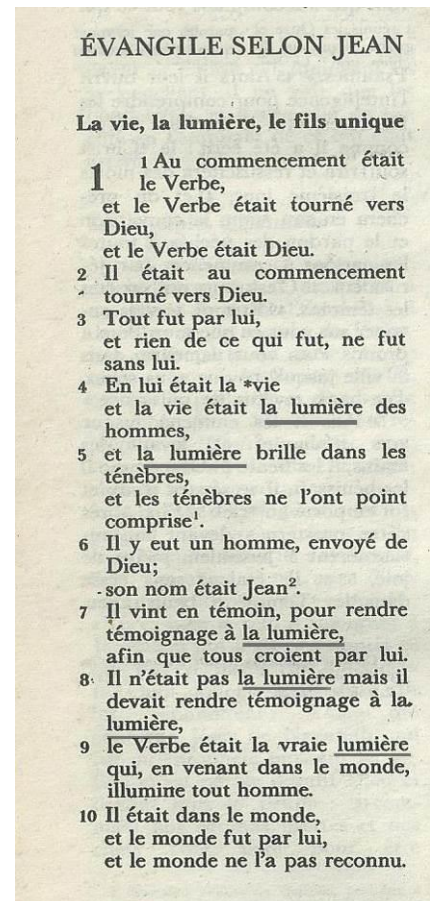 ÉVANGILE SELON JEAN
La vie, la lumière, le fils unique
1 1 Au commencement était
le Verbe,
et le Verbe était tourné vers
Dieu,
et le Verbe était Dieu.
2 Il était au commencement
tourné vers Dieu.
3 Tout fut par lui,
et rien de ce qui fut, ne fut
sans lui.
4 En lui était la *vie
et la vie était la lumière des
hommes,
5 et la lumière brille dans les
ténèbres,
et les ténèbres ne l'ont point
comprise¹.
6 Il y eut un homme, envoyé de
Dieu;
son nom était Jean².
7 Il vint en témoin, pour rendre
témoignage à la lumière,
afin que tous croient par lui.
8 Il n'était pas la lumière mais il
devait rendre témoignage à la
lumière,
9 le Verbe était la vraie lumière
qui, en venant dans le monde,
illumine tout homme.
10 Il était dans le monde,
et le monde fut par lui,
et le monde ne l'a pas reconnu.